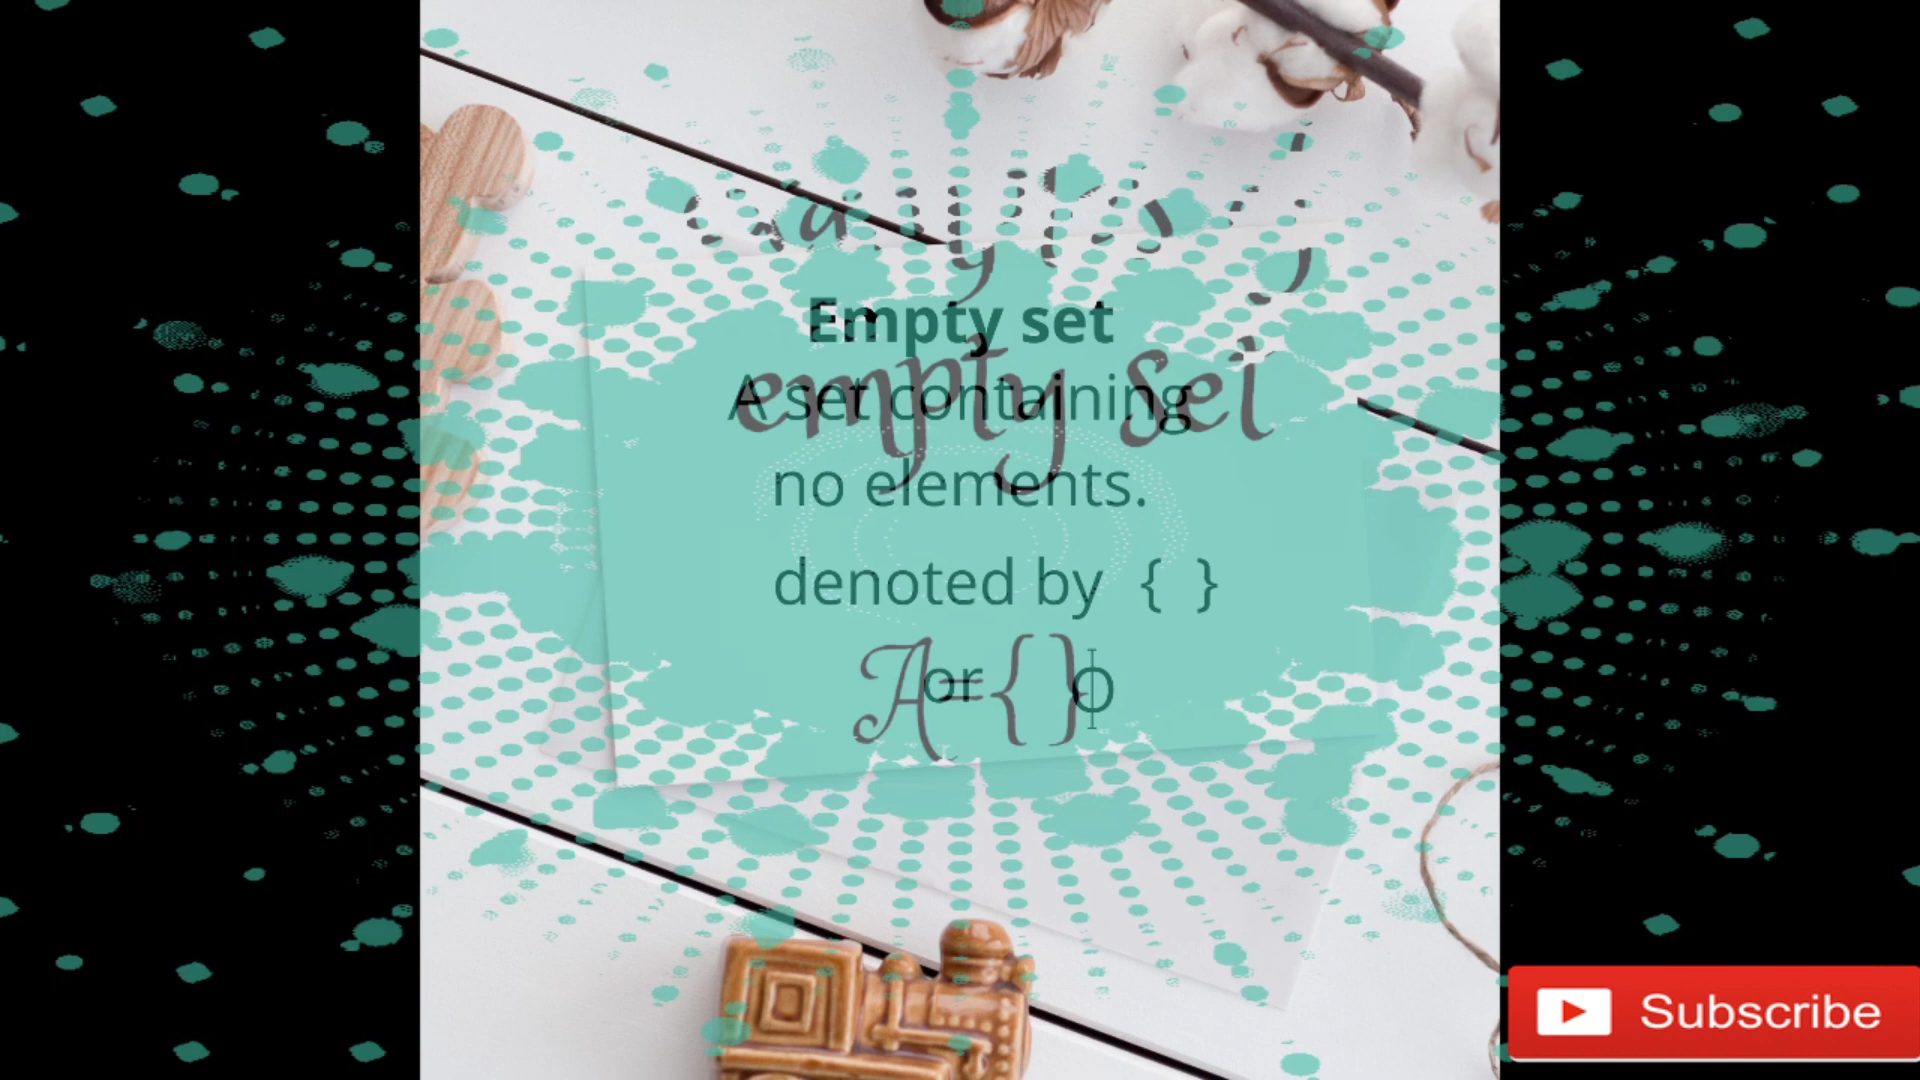 Empty set
empty set
A set containing
no elements.
denoted by { }
or ϕ
A={ }
Subscribe